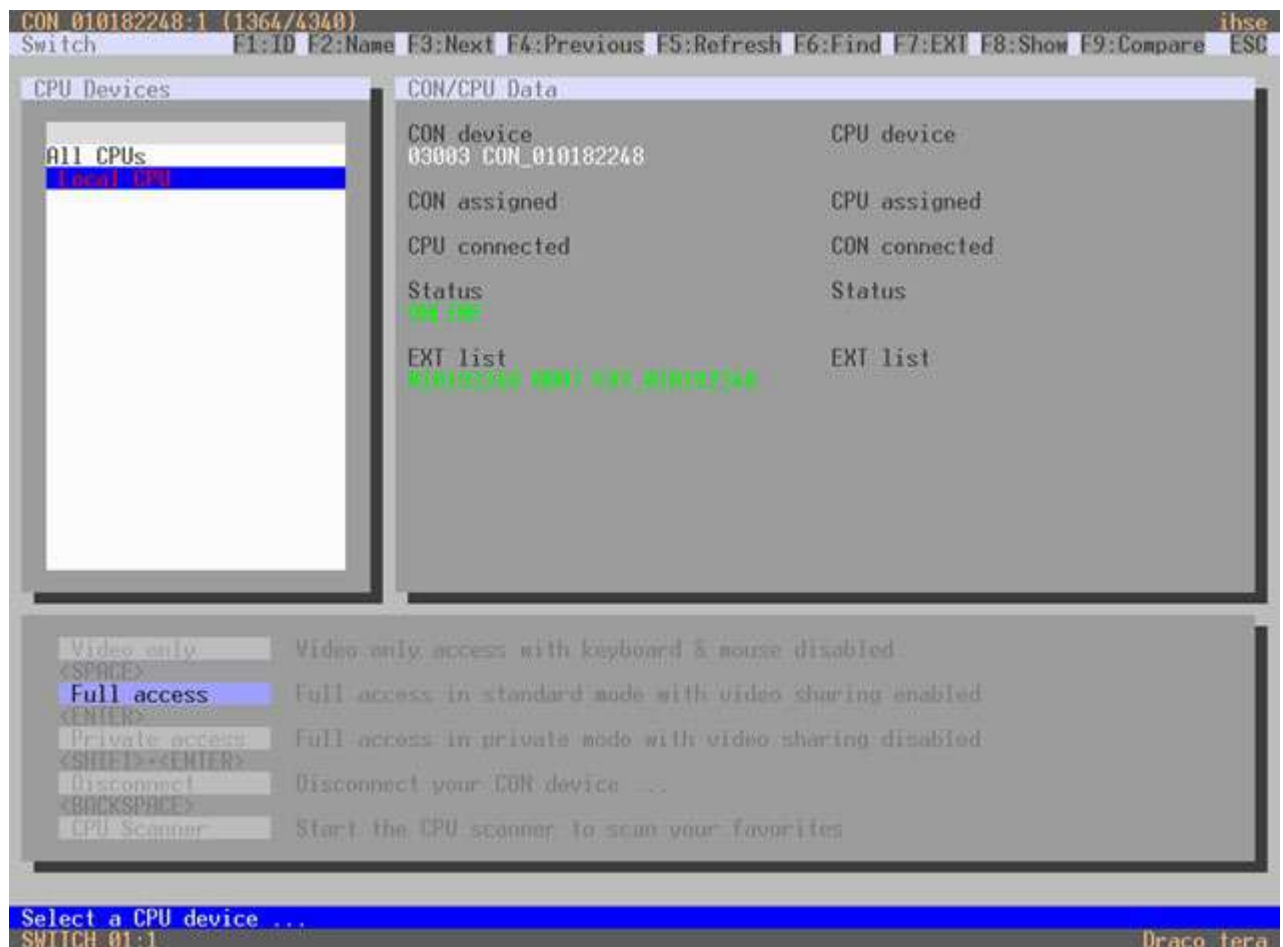 CON_010182248:1 (1364/4340) ihse
Switch F1:ID F2:Name F3:Next F4:Previous F5:Refresh F6:Find F7:EXT F8:Show F9:Compare ESC
CPU Devices
All CPUs
Local CPU
CON/CPU Data
CON device CPU device
03003 CON_010182248
CON assigned CPU assigned
CPU connected CON connected
Status Status
ONLINE
EXT list EXT list
Video only Video only access with keyboard & mouse disabled
<SPACE>
Full access Full access in standard mode with video sharing enabled
<ENTER>
Private access Full access in private mode with video sharing disabled
<SHIFT>+<ENTER>
Disconnect Disconnect your CON device ...
<BACKSPACE>
CPU Scanner Start the CPU scanner to scan your favorites
Select a CPU device ...
SWITCH 01:1 Draco tera